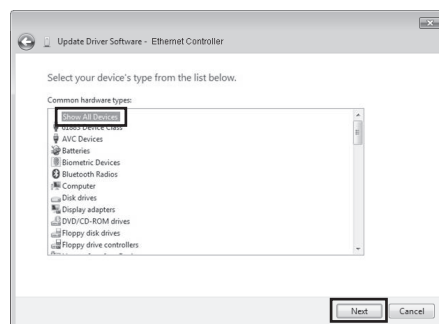 Update Driver Software - Ethernet Controller
Select your device's type from the list below.
Common hardware types:
Show All Devices
61883 Device Class
AVC Devices
Batteries
Biometric Devices
Bluetooth Radios
Computer
Disk drives
Display adapters
DVD/CD-ROM drives
Floppy disk drives
Floppy drive controllers
Next Cancel